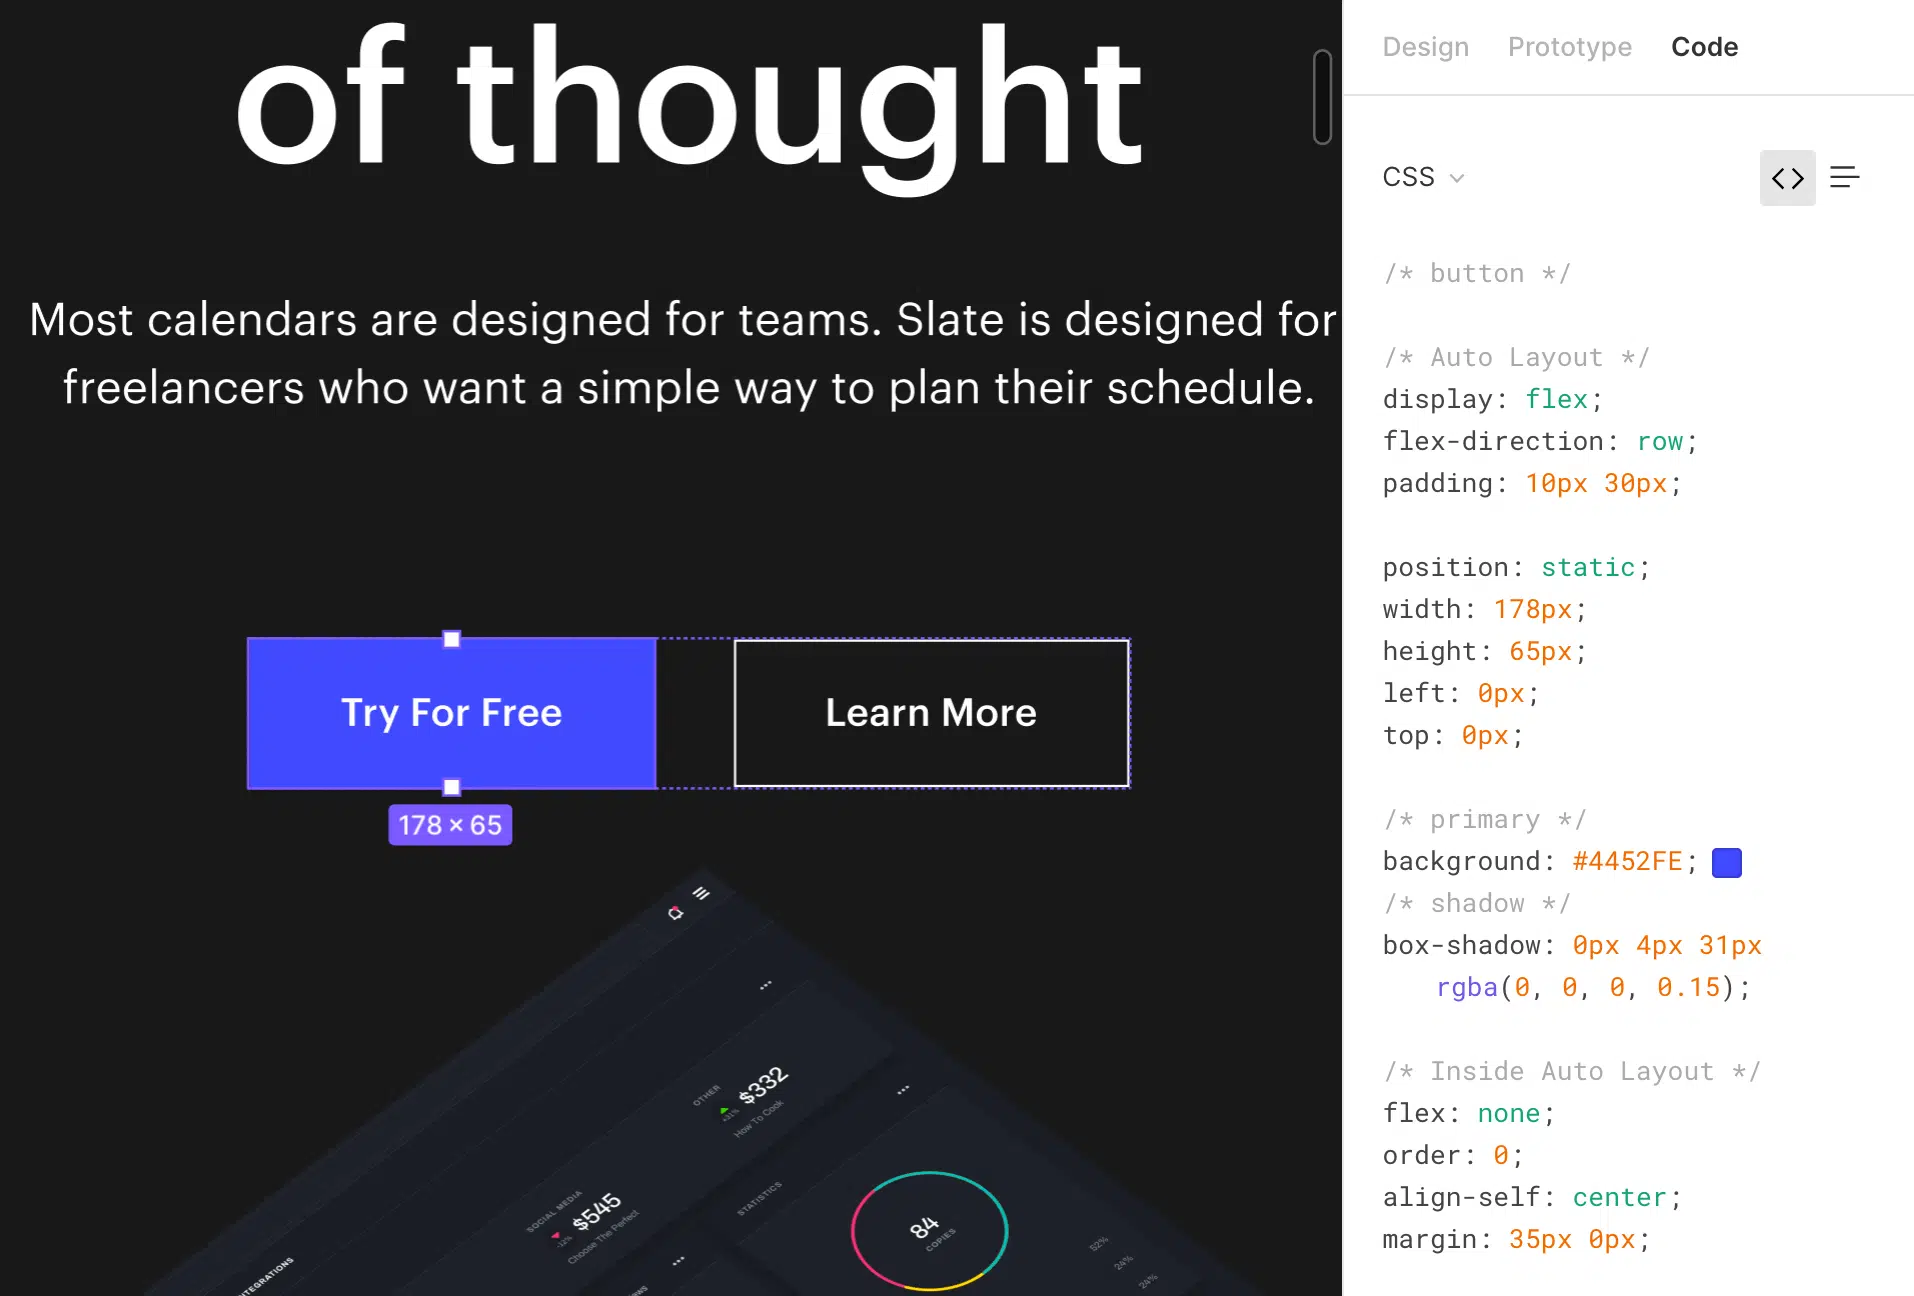 of thought
Most calendars are designed for teams. Slate is designed for
freelancers who want a simple way to plan their schedule.
Try For Free
Learn More
178 × 65
OTHER
$332
How To Cook
SOCIAL MEDIA
-12%
$545
Choose The Perfect
STATISTICS
84
COPIES
52%
24%
24%
Design Prototype Code
CSS
/* button */
/* Auto Layout */
display: flex;
flex-direction: row;
padding: 10px 30px;
position: static;
width: 178px;
height: 65px;
left: 0px;
top: 0px;
/* primary */
background: #4452FE;
/* shadow */
box-shadow: 0px 4px 31px
rgba(0, 0, 0, 0.15);
/* Inside Auto Layout */
flex: none;
order: 0;
align-self: center;
margin: 35px 0px;